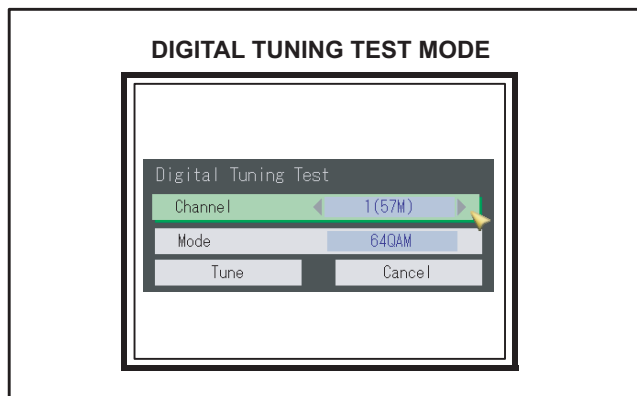 DIGITAL TUNING TEST MODE
Digital Tuning Test
Channel 1(57M)
Mode 64QAM
Tune Cancel